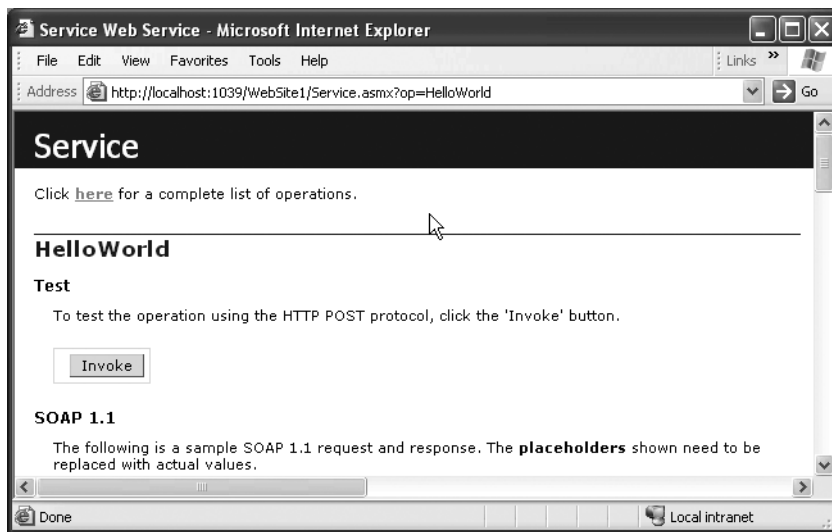 Service Web Service - Microsoft Internet Explorer
File Edit View Favorites Tools Help Links »
Address http://localhost:1039/WebSite1/Service.asmx?op=HelloWorld Go
Service
Click here for a complete list of operations.
HelloWorld
Test
To test the operation using the HTTP POST protocol, click the 'Invoke' button.
Invoke
SOAP 1.1
The following is a sample SOAP 1.1 request and response. The placeholders shown need to be
replaced with actual values.
Done Local intranet